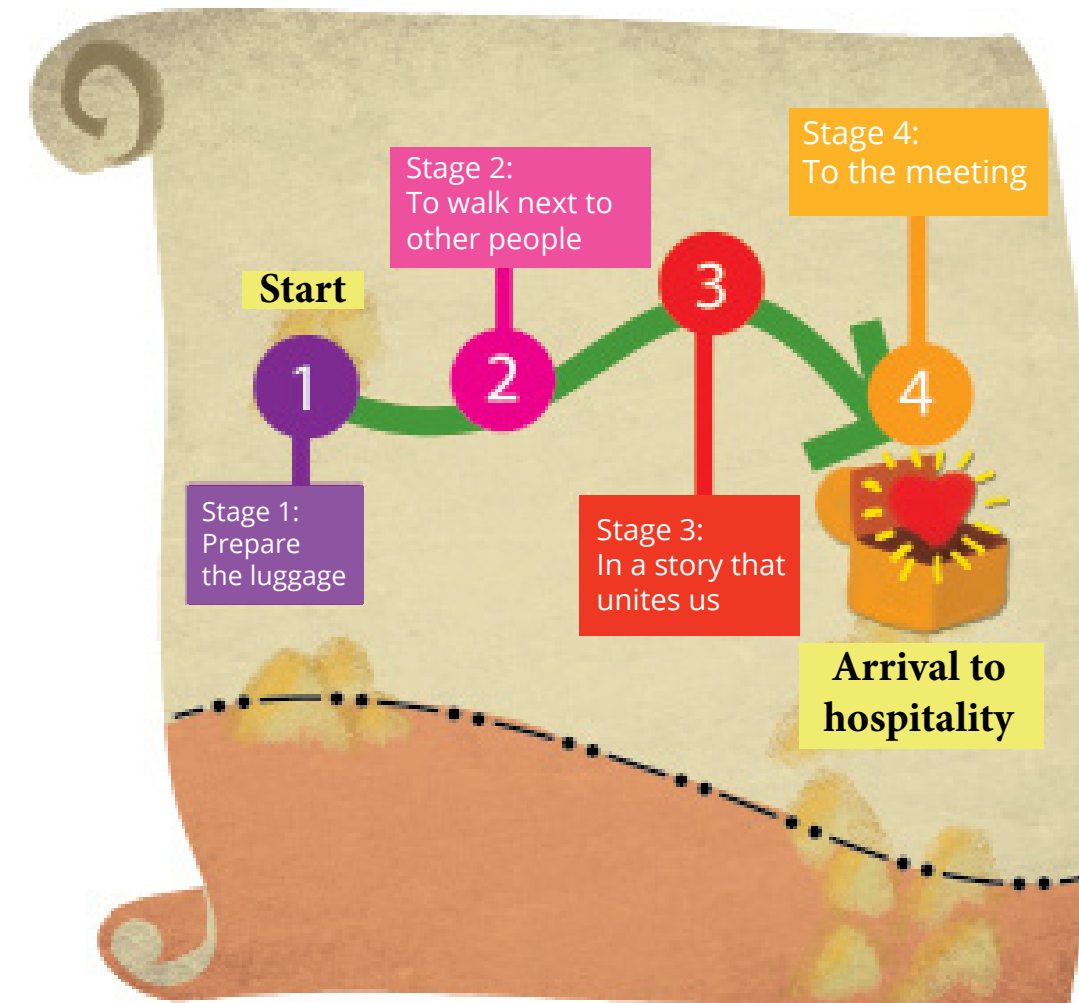 Start
1
Stage 1:
Prepare
the luggage
Stage 2:
To walk next to
other people
2
3
Stage 3:
In a story that
unites us
Stage 4:
To the meeting
4
Arrival to
hospitality